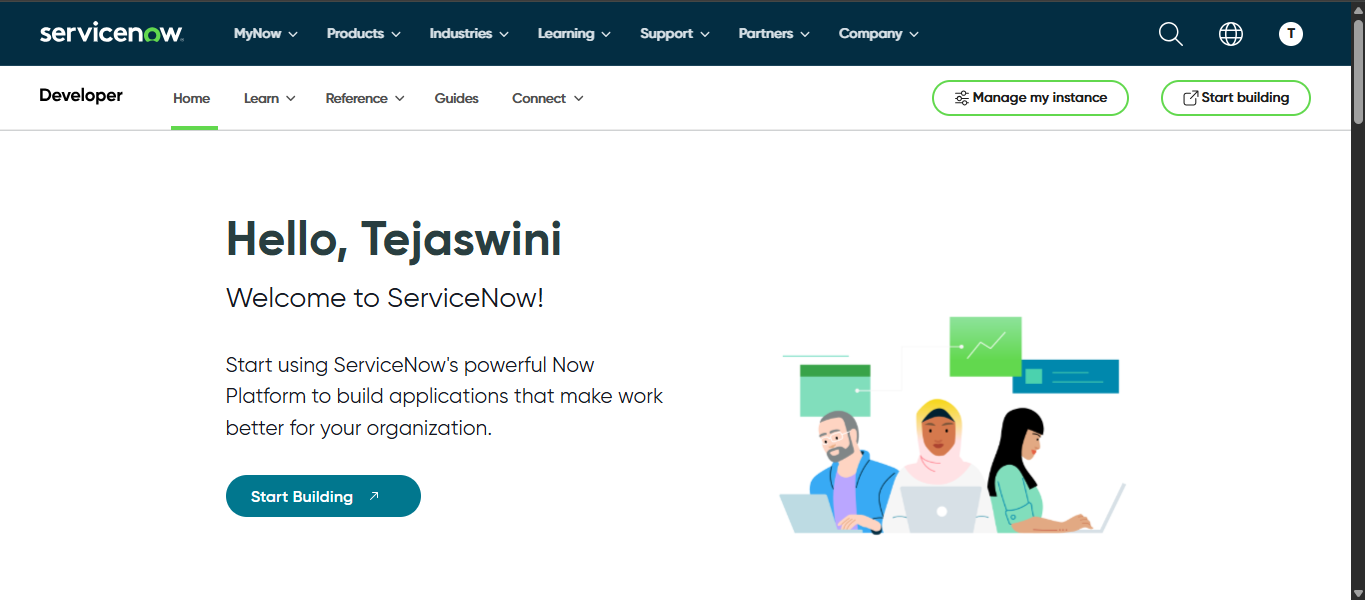 servicenow
MyNow Products Industries Learning Support Partners Company T
Developer Home Learn Reference Guides Connect Manage my instance Start building
Hello, Tejaswini
Welcome to ServiceNow!
Start using ServiceNow's powerful Now
Platform to build applications that make work
better for your organization.
Start Building